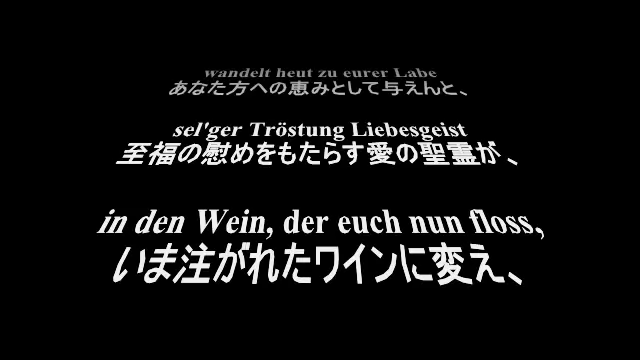 wandelt heut zu eurer Labe
あなた方への恵みとして与えんと、
sel'ger Tröstung Liebesgeist
至福の慰めをもたらす愛の聖霊が、
in den Wein, der euch nun floss,
いま注がれたワインに変え、